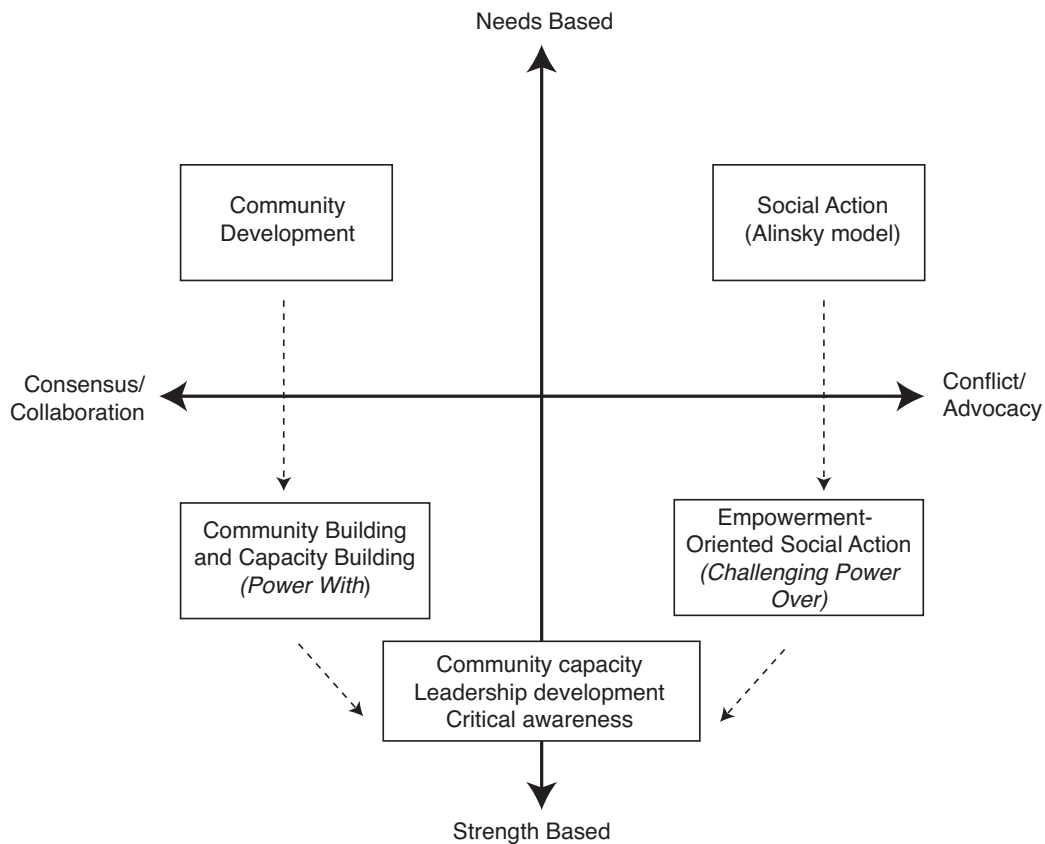 Needs Based
Community
Development
Social Action
(Alinsky model)
Consensus/
Collaboration
Conflict/
Advocacy
Community Building
and Capacity Building
(Power With)
Empowerment-
Oriented Social Action
(Challenging Power
Over)
Community capacity
Leadership development
Critical awareness
Strength Based